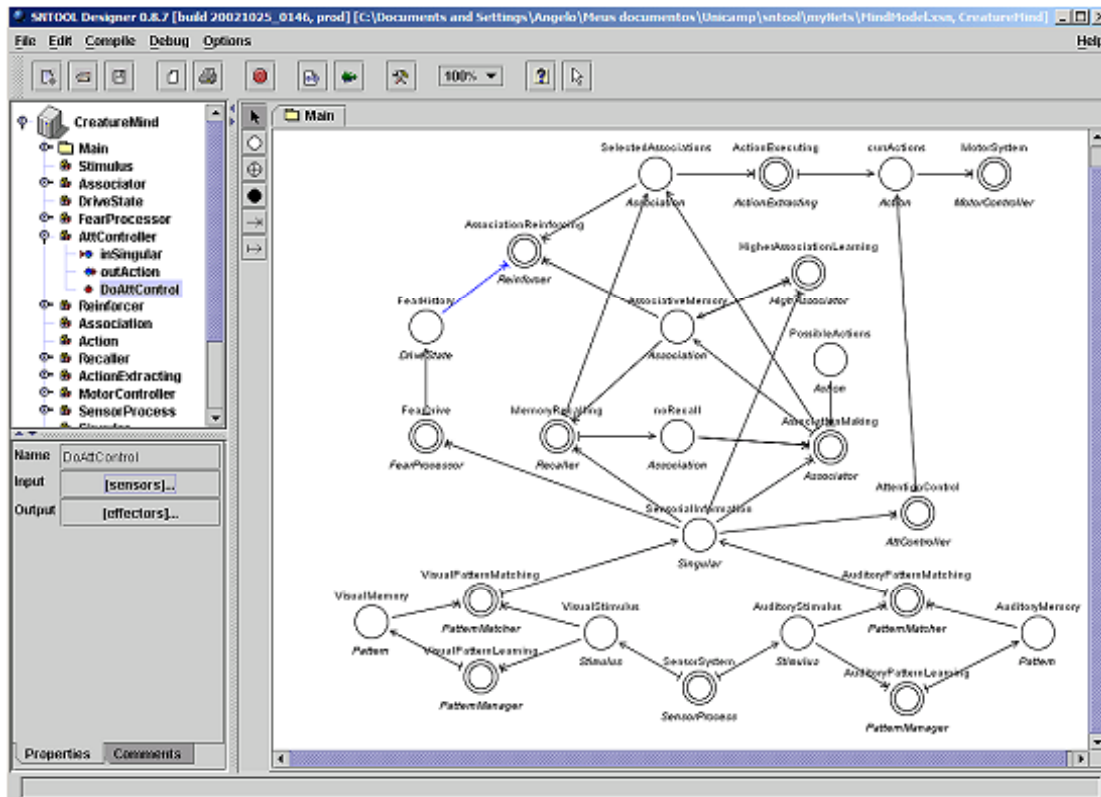 SNTOOL Designer 0.8.7 [build 20021025_0146, prod] [C:\Documents and Settings\Angelo\Meus documentos\Unicamp\sntool\myNets\MindModel.xsn, CreatureMind]
File Edit Compile Debug Options Help
100%
CreatureMind
Main
Stimulus
Associator
DriveState
FearProcessor
AttController
inSingular
outAction
DoAttControl
Reinforcer
Association
Action
Recaller
ActionExtracting
MotorController
SensorProcess
Name DoAttControl
Input [sensors]...
Output [effectors]...
Properties Comments
Main
SelectedAssociations ActionExecuting currActions MotorSystem
Association ActionExtracting Action MotorController
AssociationReinforcing HigherAssociationLearning
Reinforcer HighAssociator
FearHistory AssociativeMemory
PossibleActions
DriveState Association
Action
FearDrive MemoryRecalling noRecall AssociationMaking
FearProcessor Recaller Association Associator
AttentionControl
SensorialInformation
AttController
Singular
VisualPatternMatching AuditoryPatternMatching
VisualMemory VisualStimulus AuditoryStimulus AuditoryMemory
PatternMatcher PatternMatcher
Pattern VisualPatternLearning Stimulus SensorSystem Stimulus AuditoryPatternLearning Pattern
PatternManager SensorProcess PatternManager